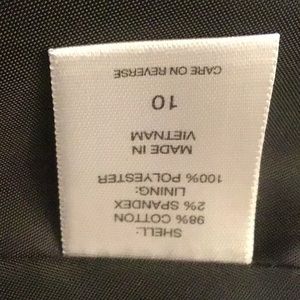 SHELL:
98% COTTON
2% SPANDEX
LINING:
100% POLYESTER
MADE IN
VIETNAM
10
CARE ON REVERSE